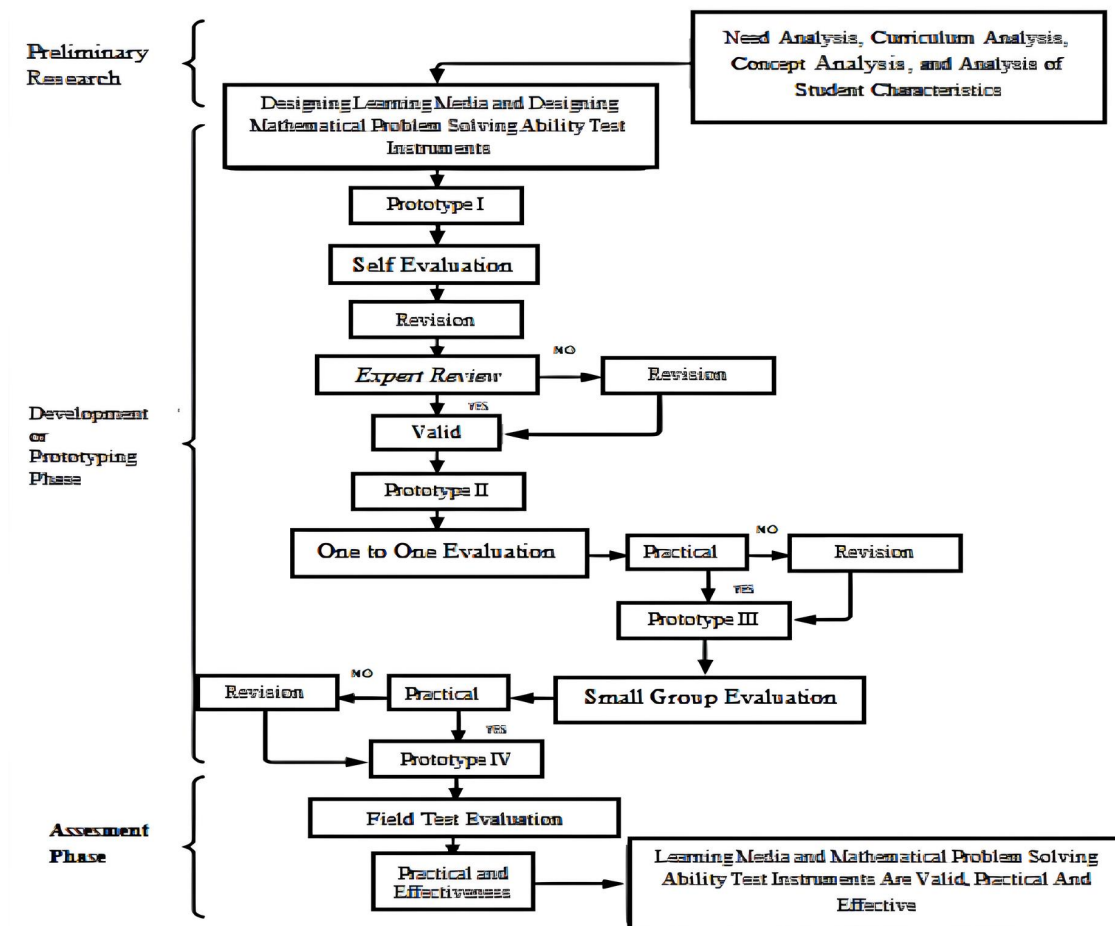 Preliminary
Research
Need Analysis, Curriculum Analysis,
Concept Analysis, and Analysis of
Student Characteristics
Designing Learning Media and Designing
Mathematical Problem Solving Ability Test
Instruments
Prototype I
Self Evaluation
Revision
Expert Review
NO
Revision
YES
Valid
Development
or
Prototyping
Phase
Prototype II
One to One Evaluation
Practical
NO
Revision
YES
Prototype III
Small Group Evaluation
Practical
NO
Revision
YES
Prototype IV
Assesment
Phase
Field Test Evaluation
Practical and
Effectiveness
Learning Media and Mathematical Problem Solving
Ability Test Instruments Are Valid, Practical And
Effective